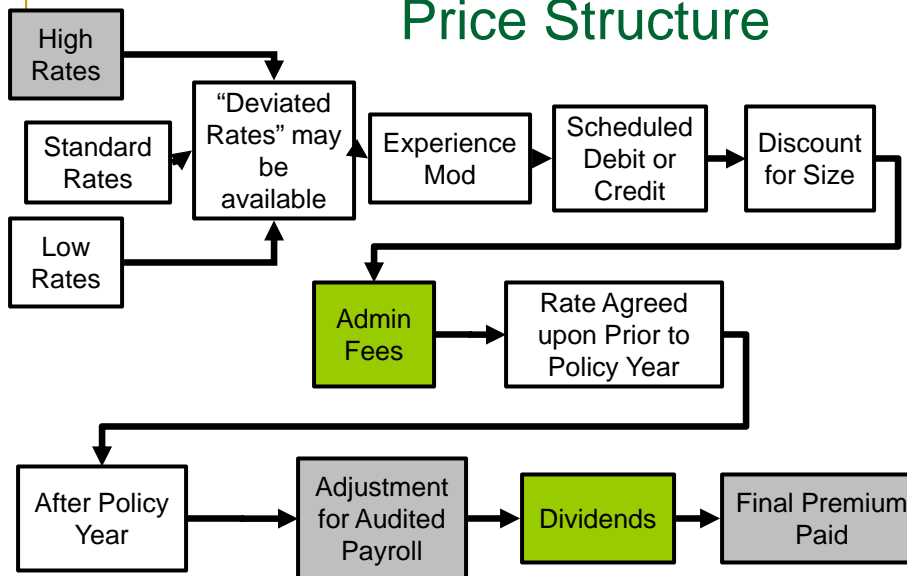 Price Structure
High
Rates
Standard
Rates
Low
Rates
“Deviated
Rates” may
be
available
Experience
Mod
Scheduled
Debit or
Credit
Discount
for Size
Admin
Fees
Rate Agreed
upon Prior to
Policy Year
After Policy
Year
Adjustment
for Audited
Payroll
Dividends
Final Premium
Paid